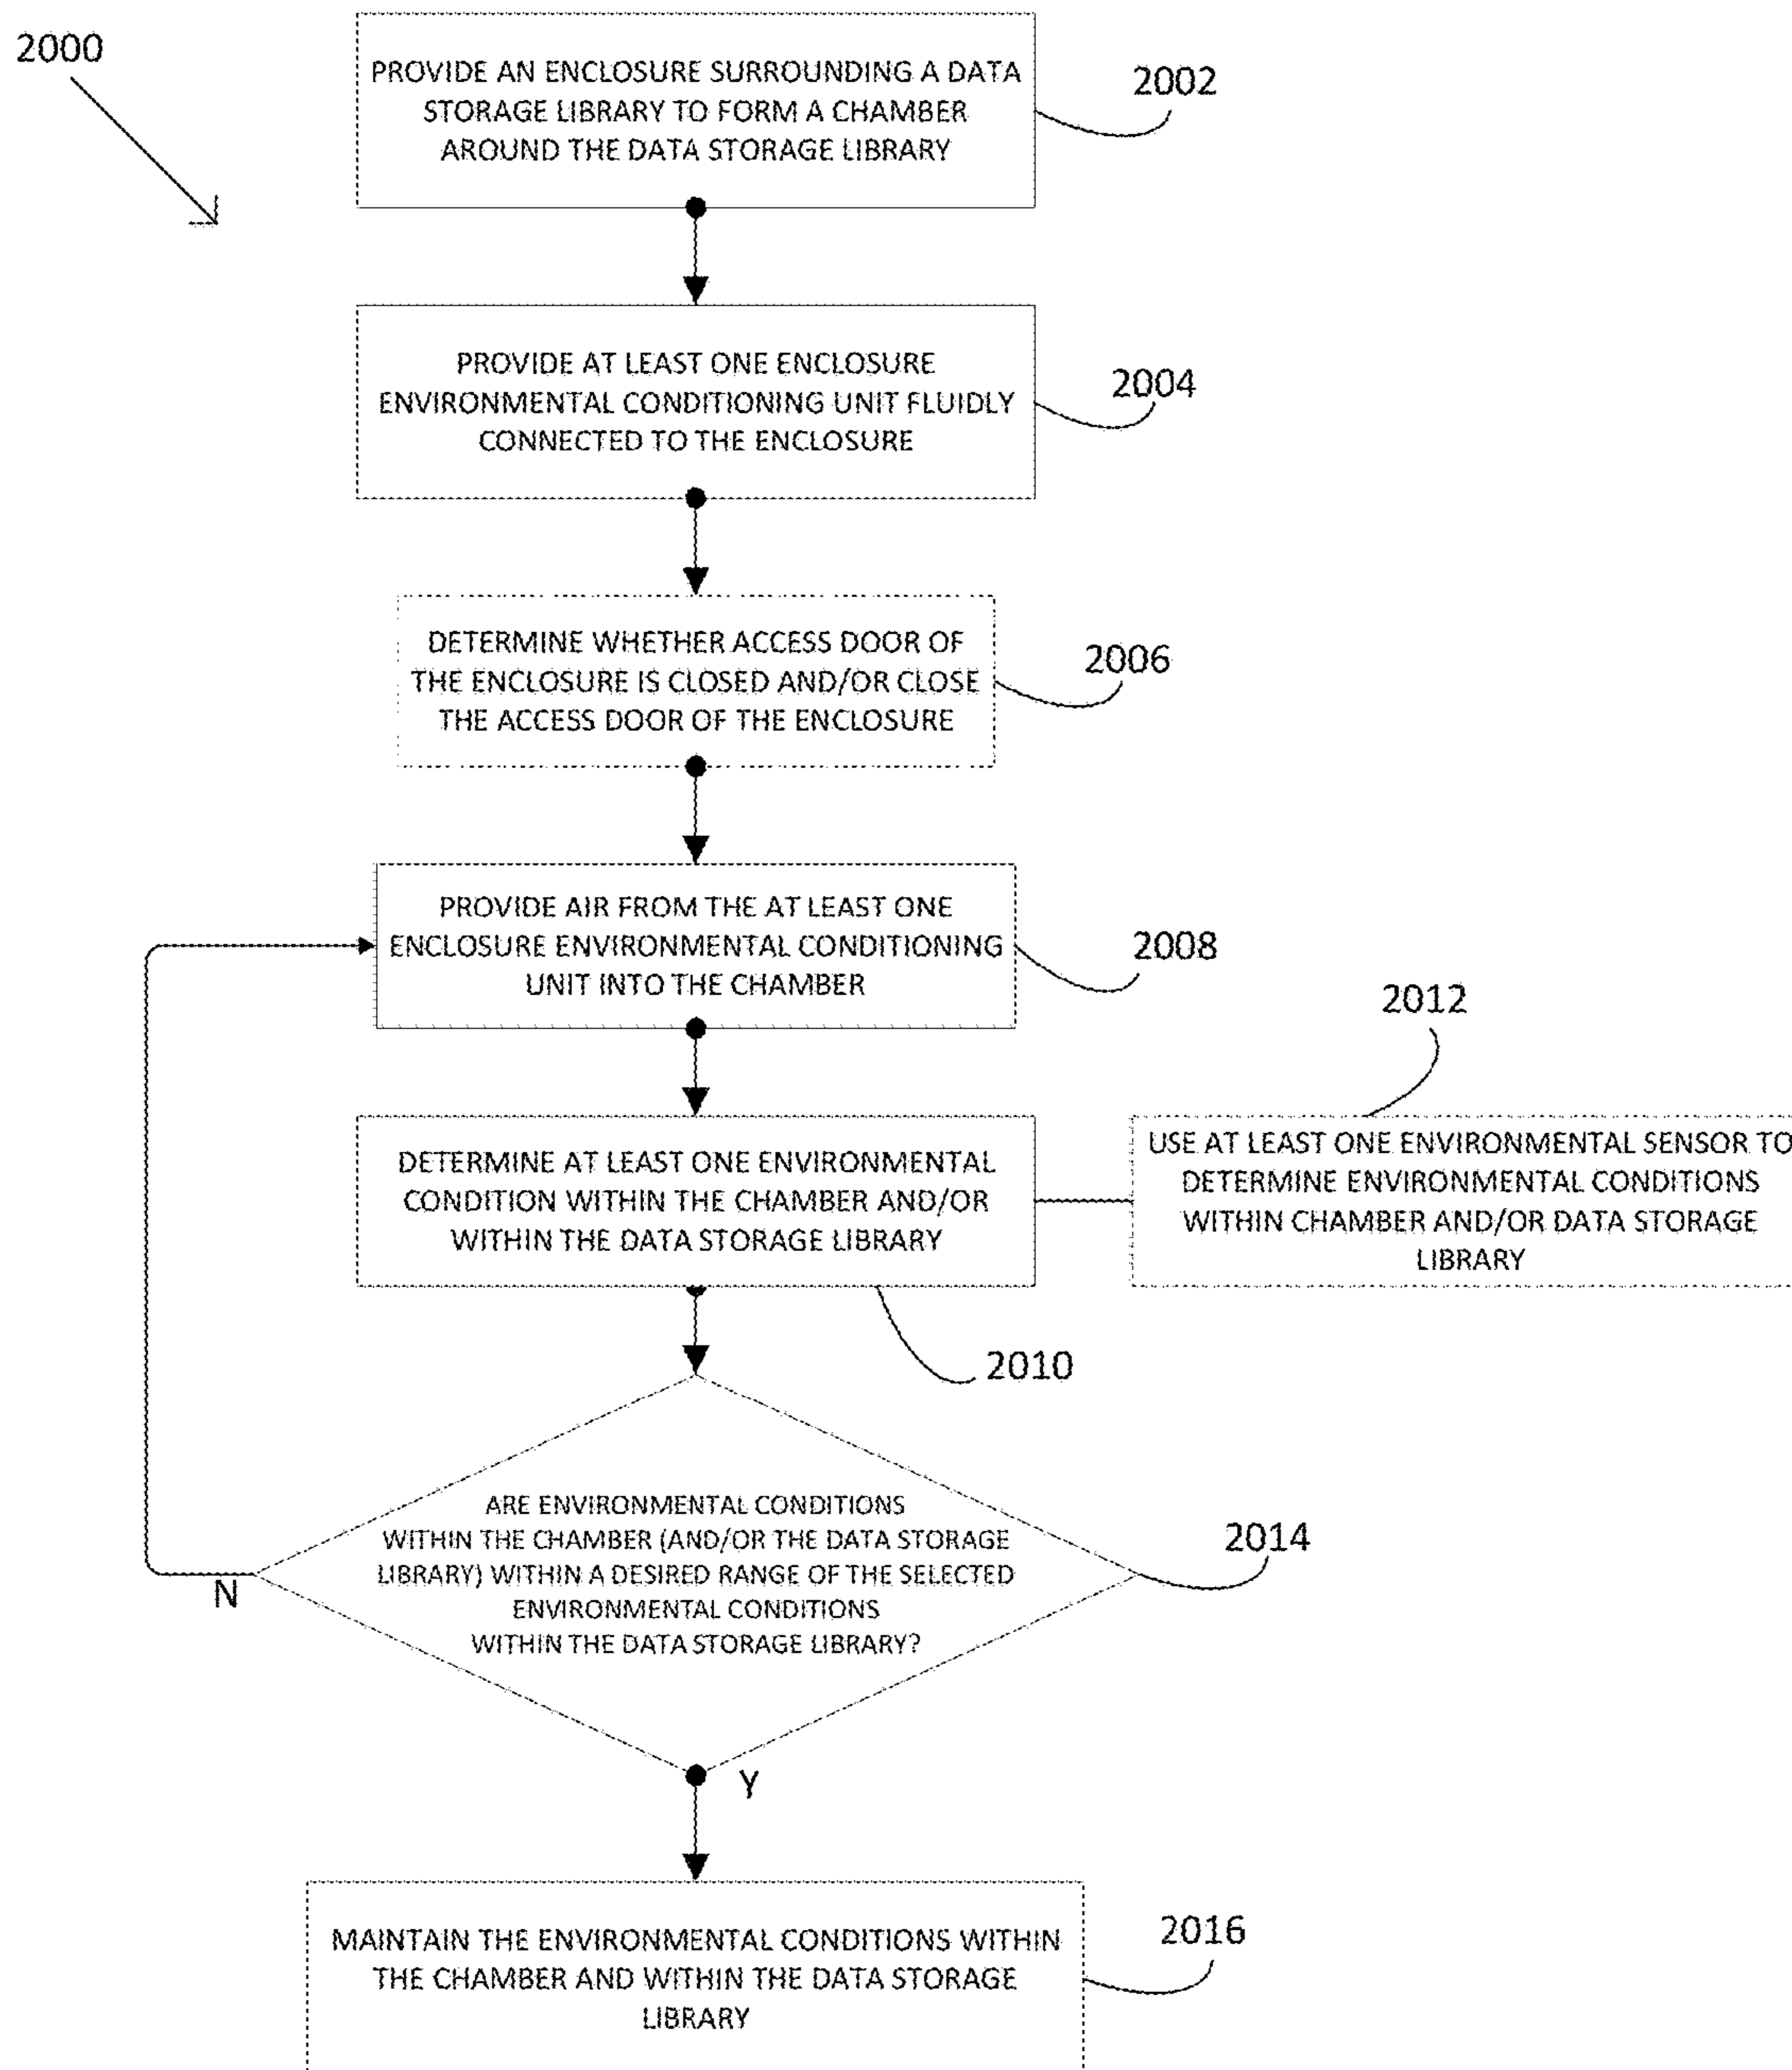 2000
PROVIDE AN ENCLOSURE SURROUNDING A DATA
STORAGE LIBRARY TO FORM A CHAMBER
AROUND THE DATA STORAGE LIBRARY
2002
PROVIDE AT LEAST ONE ENCLOSURE
ENVIRONMENTAL CONDITIONING UNIT FLUIDLY
CONNECTED TO THE ENCLOSURE
2004
DETERMINE WHETHER ACCESS DOOR OF
THE ENCLOSURE IS CLOSED AND/OR CLOSE
THE ACCESS DOOR OF THE ENCLOSURE
2006
PROVIDE AIR FROM THE AT LEAST ONE
ENCLOSURE ENVIRONMENTAL CONDITIONING
UNIT INTO THE CHAMBER
2008
DETERMINE AT LEAST ONE ENVIRONMENTAL
CONDITION WITHIN THE CHAMBER AND/OR
WITHIN THE DATA STORAGE LIBRARY
2010
2012
USE AT LEAST ONE ENVIRONMENTAL SENSOR TO
DETERMINE ENVIRONMENTAL CONDITIONS
WITHIN CHAMBER AND/OR DATA STORAGE
LIBRARY
ARE ENVIRONMENTAL CONDITIONS
WITHIN THE CHAMBER (AND/OR THE DATA STORAGE
LIBRARY) WITHIN A DESIRED RANGE OF THE SELECTED
ENVIRONMENTAL CONDITIONS
WITHIN THE DATA STORAGE LIBRARY?
2014
N
Y
MAINTAIN THE ENVIRONMENTAL CONDITIONS WITHIN
THE CHAMBER AND WITHIN THE DATA STORAGE
LIBRARY
2016